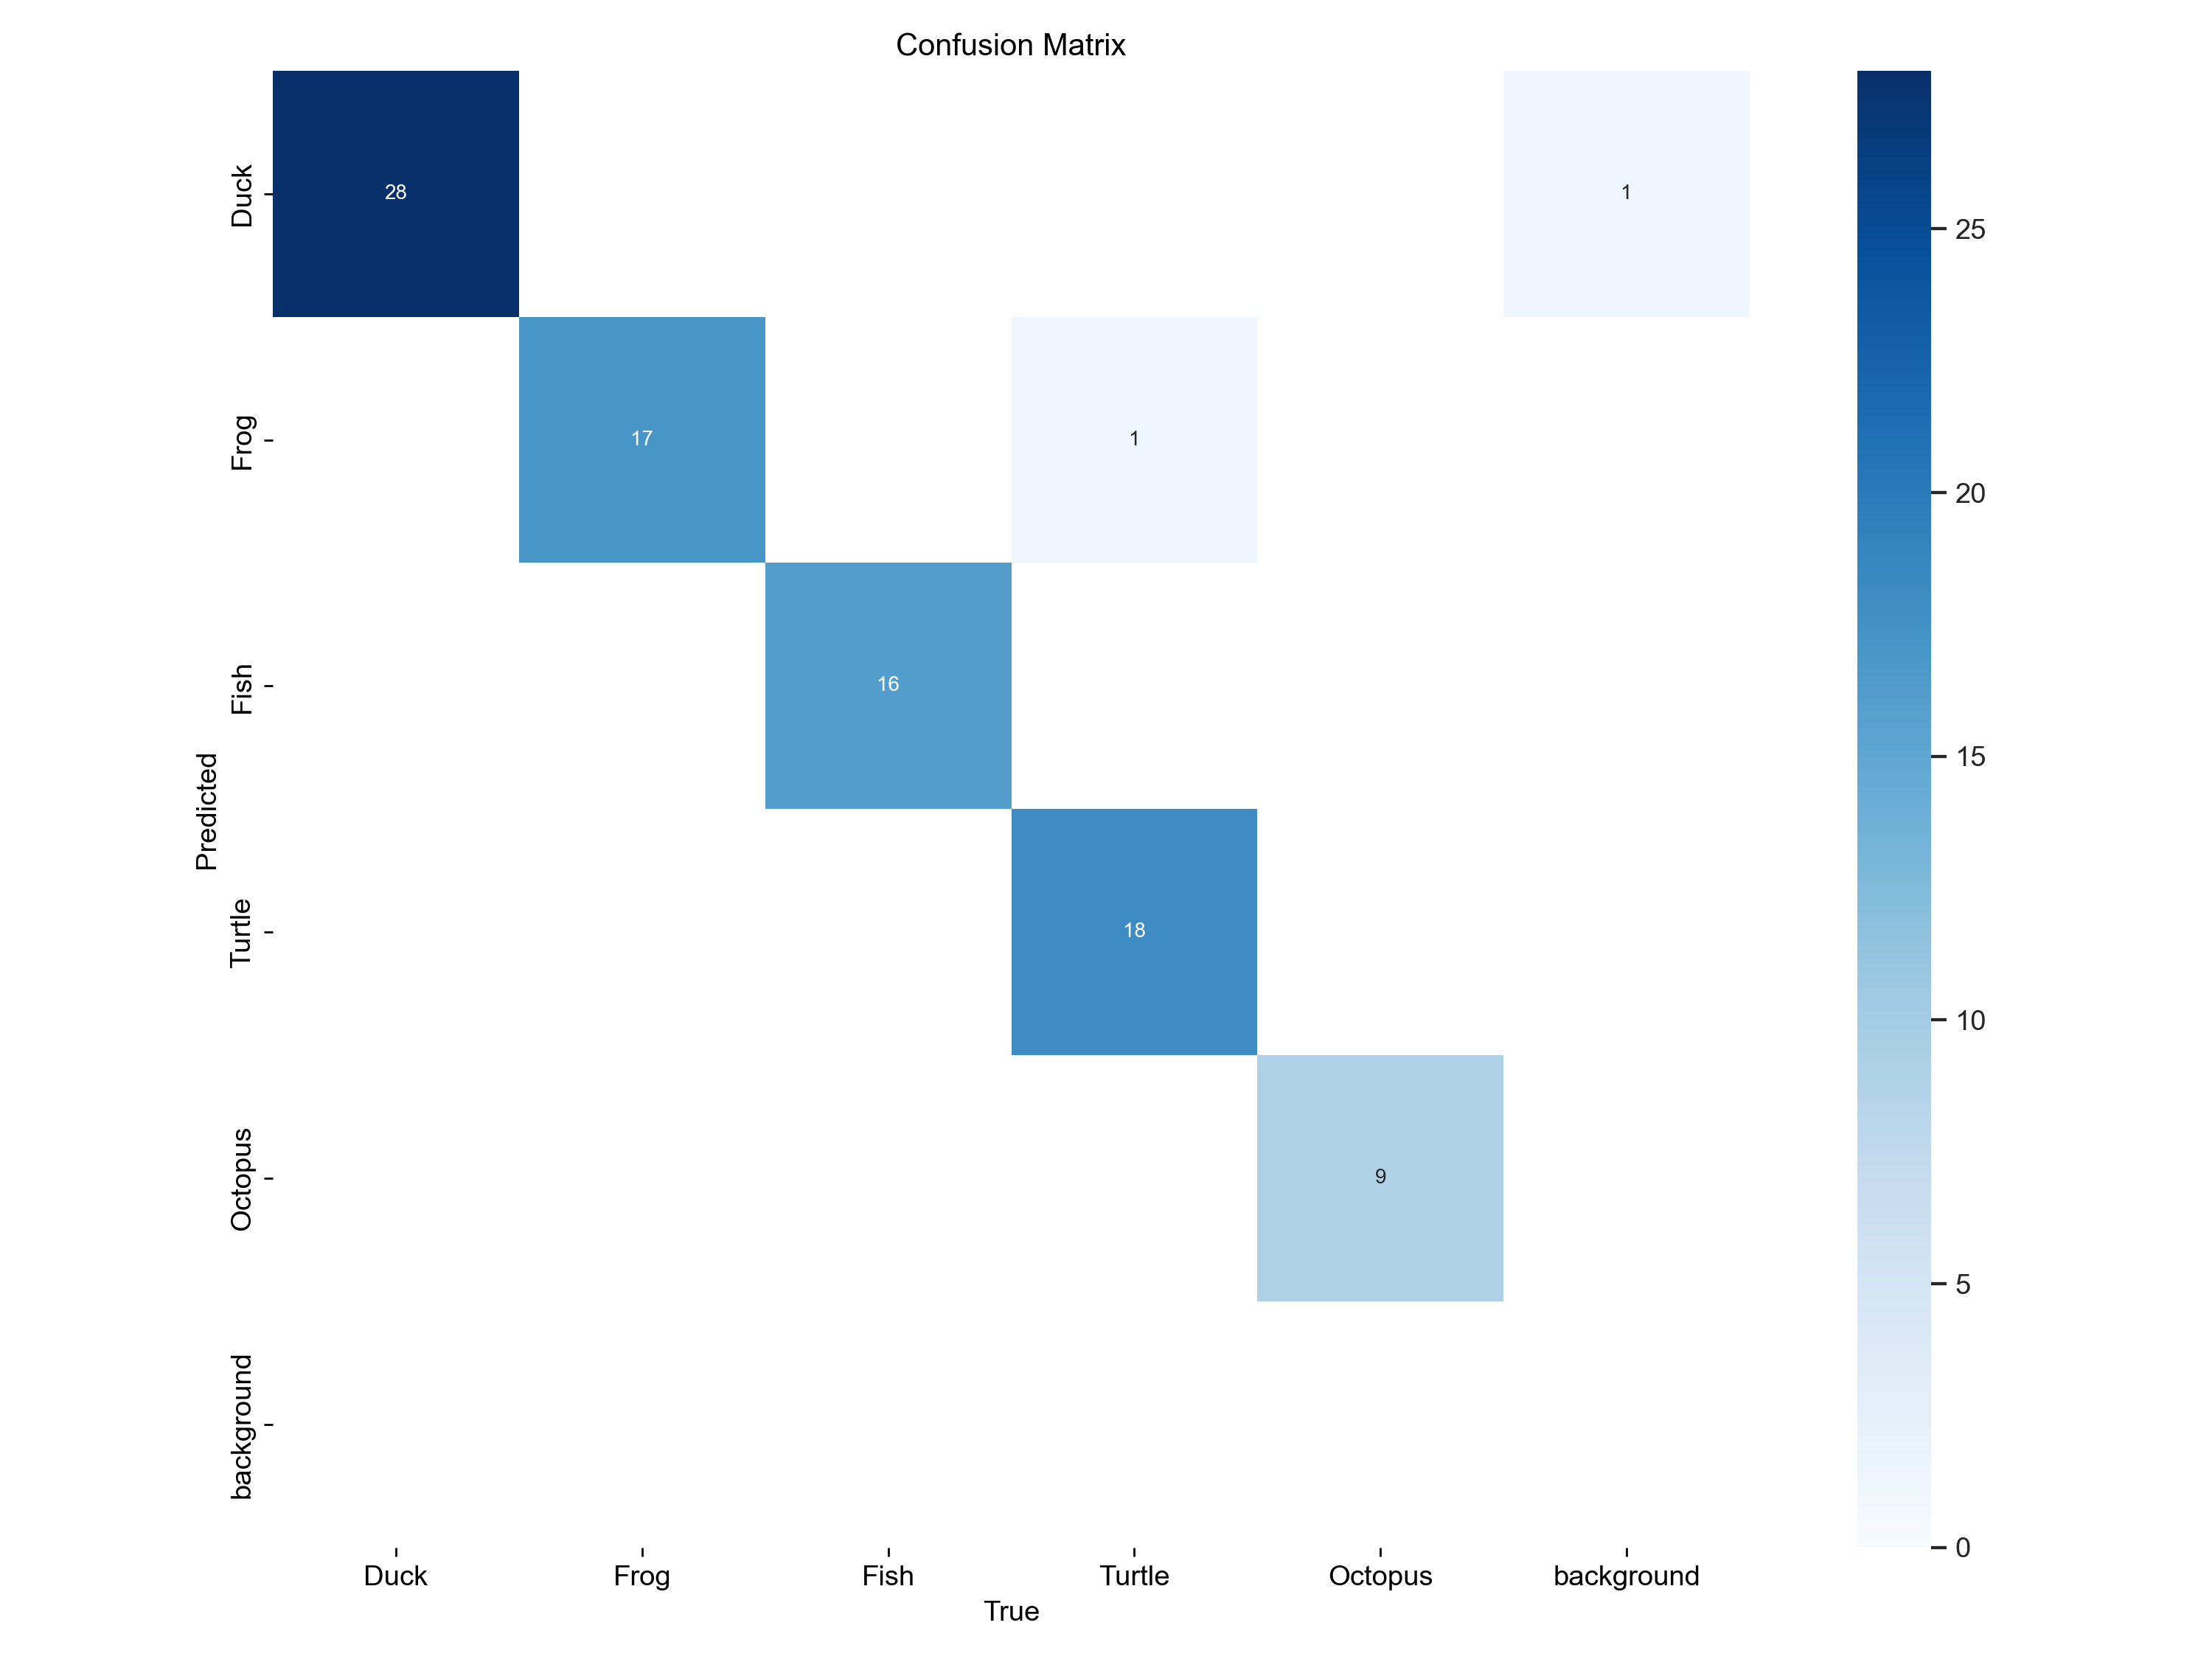 Confusion Matrix
Duck
28
1
25
Frog
17
1
20
Fish
16
15
Predicted
Turtle
18
10
Octopus
9
5
background
0
Duck Frog Fish Turtle Octopus background
True